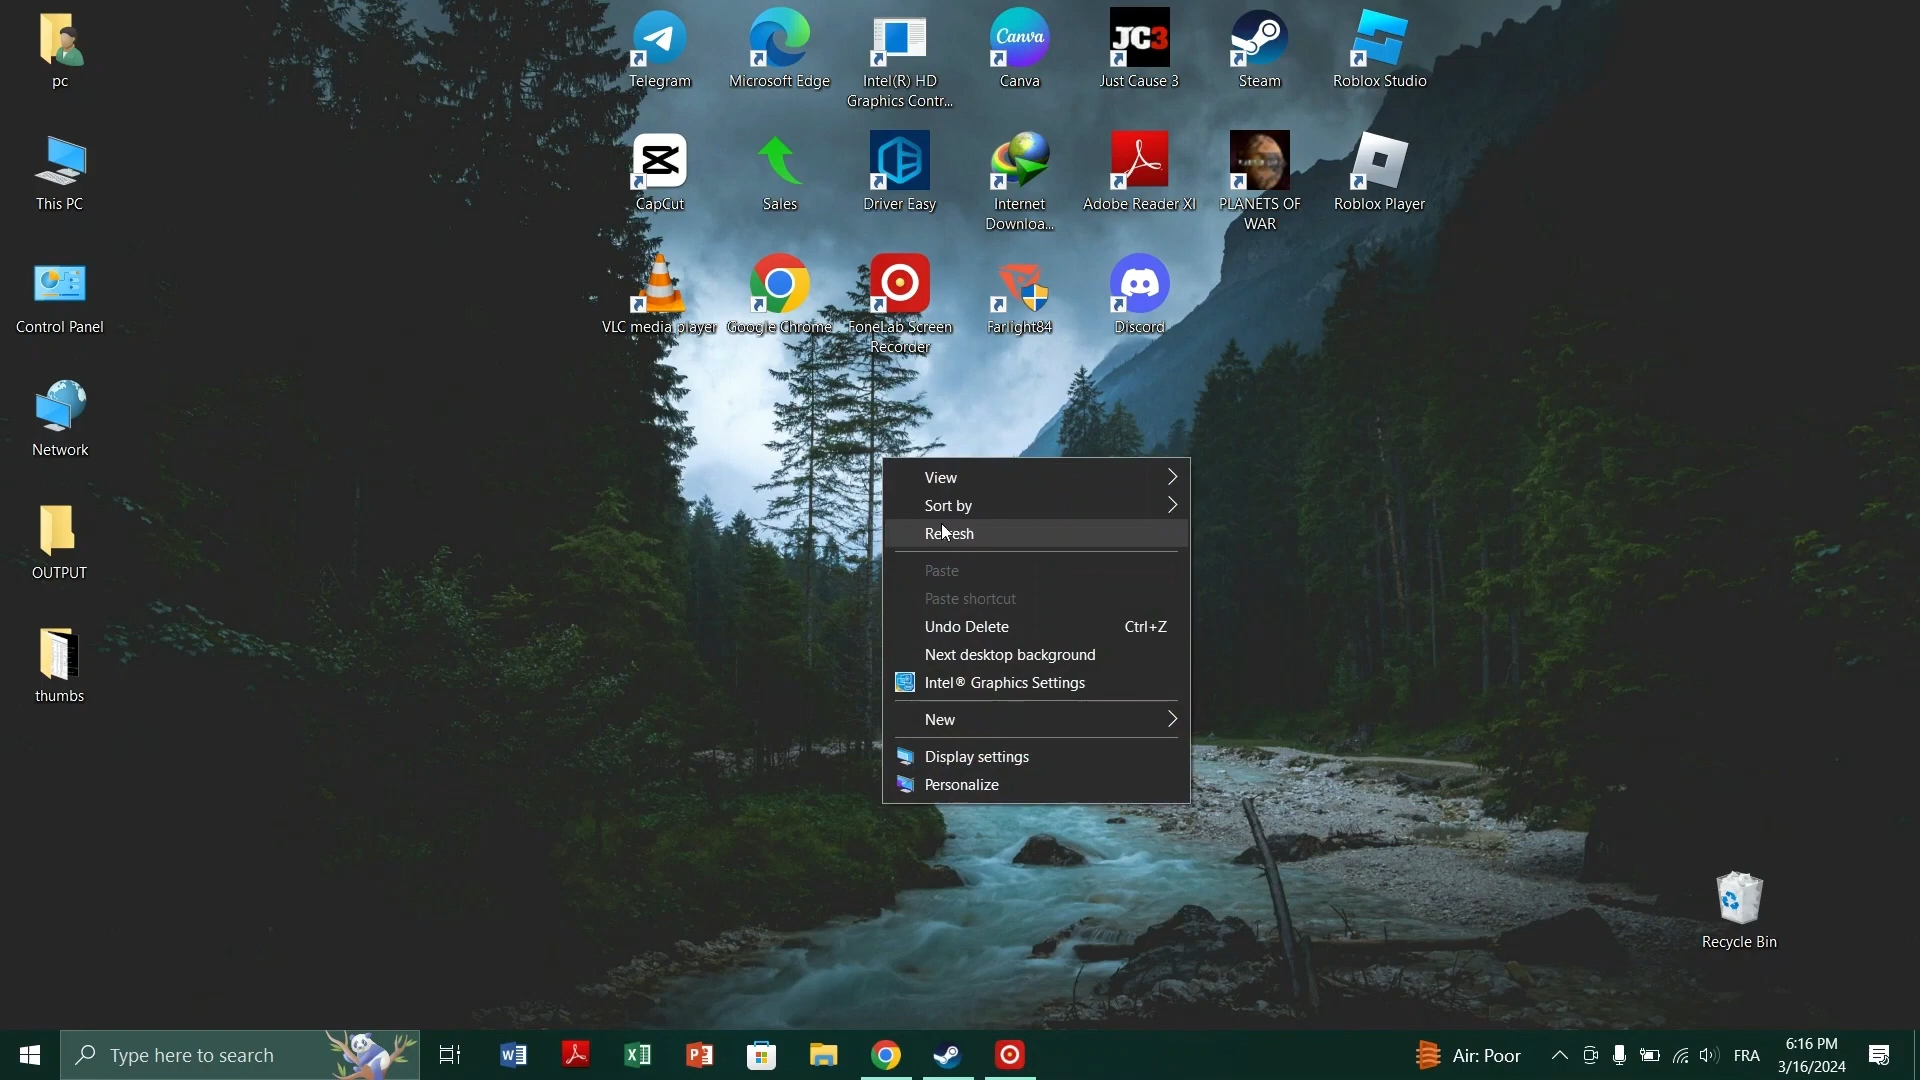 pc
This PC
Control Panel
Network
OUTPUT
thumbs
Telegram
Microsoft Edge
Intel(R) HD
Graphics Contr...
Canva
Canva
JC3
Just Cause 3
Steam
Roblox Studio
CapCut
Sales
Driver Easy
Internet
Downloa...
Adobe Reader XI
PLANETS OF
WAR
Roblox Player
VLC media player
Google Chrome
FoneLab Screen
Recorder
Farlight84
Discord
View
Sort by
Refresh
Paste
Paste shortcut
Undo Delete Ctrl+Z
Next desktop background
Intel® Graphics Settings
New
Display settings
Personalize
Recycle Bin
Type here to search
Air: Poor
FRA
6:16 PM
3/16/2024